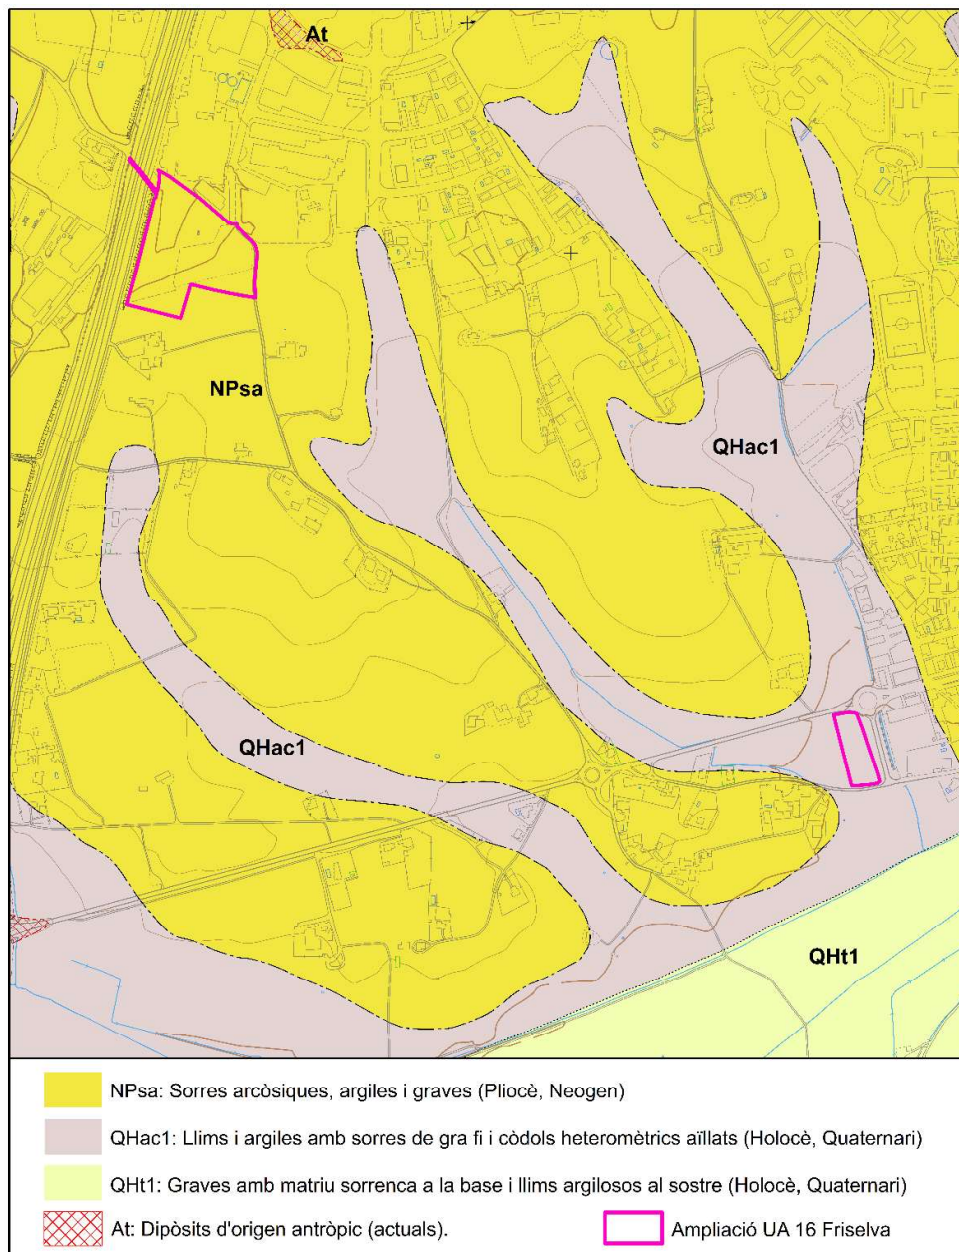 At
NPsa
QHac1
QHac1
QHt1
NPsa: Sorres arcòsiques, argiles i graves (Pliocè, Neogen)
QHac1: Llims i argiles amb sorres de gra fi i còdols heteromètrics aïllats (Holocè, Quaternari)
QHt1: Graves amb matriu sorrenca a la base i llims argilosos al sostre (Holocè, Quaternari)
At: Dipòsits d'origen antròpic (actuals).
Ampliació UA 16 Friselva